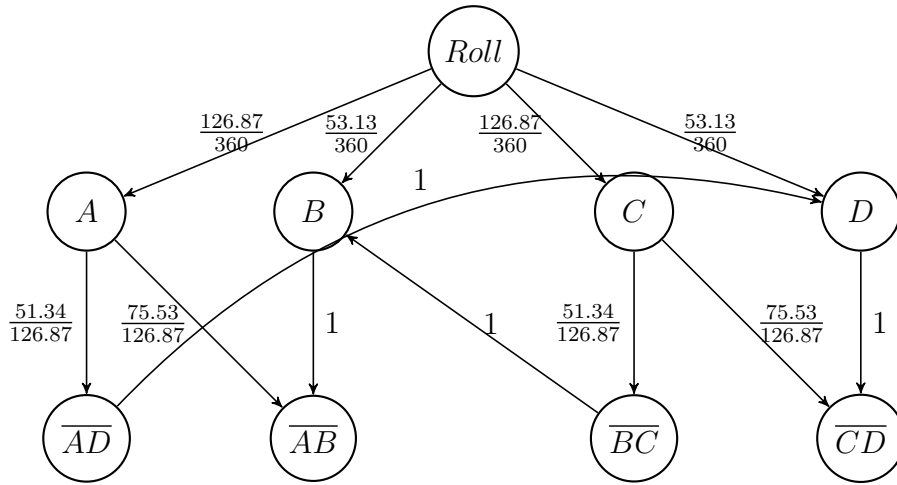 Roll
126.87 53.13 126.87 53.13
360 360 360 360
1
A B C D
51.34 75.53 1 1 51.34 75.53 1
126.87 126.87 126.87 126.87
AD AB BC CD